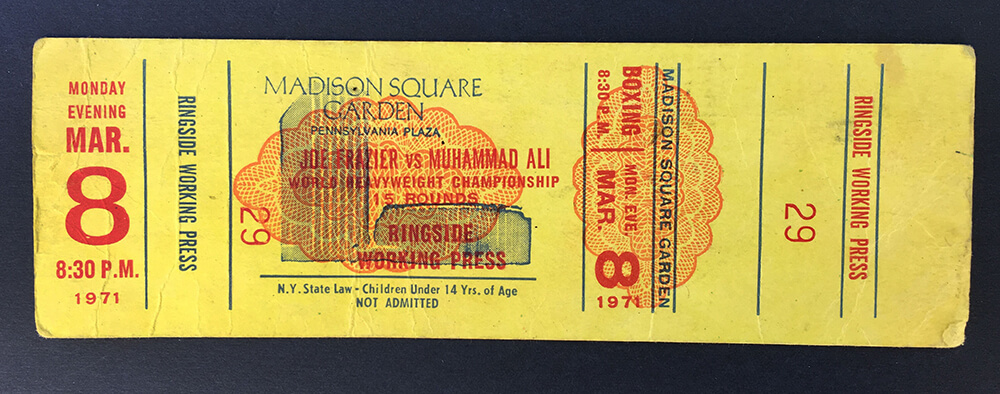 MONDAY
EVENING
MAR.
8
8:30 P.M.
1971
RINGSIDE WORKING PRESS
29
MADISON SQUARE
GARDEN
PENNSYLVANIA PLAZA
JOE FRAZIER vs MUHAMMAD ALI
WORLD HEAVYWEIGHT CHAMPIONSHIP
15 ROUNDS
RINGSIDE
WORKING PRESS
N.Y. State Law - Children Under 14 Yrs. of Age
NOT ADMITTED
MADISON SQUARE GARDEN
BOXING MON. EVE.
8:30 P.M. MAR.
8
1971
29
RINGSIDE WORKING PRESS